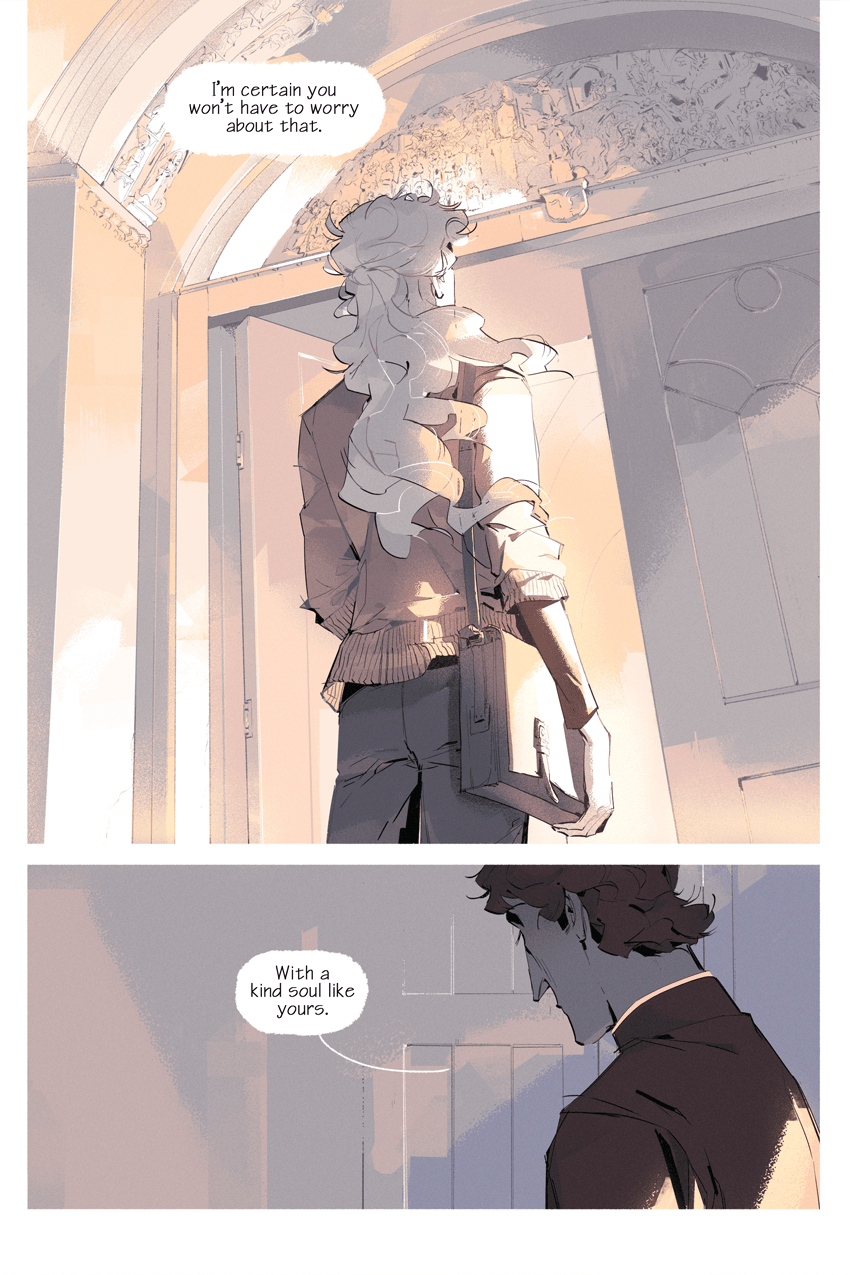 I'm certain you
won't have to worry
about that.
With a
kind soul like
yours.